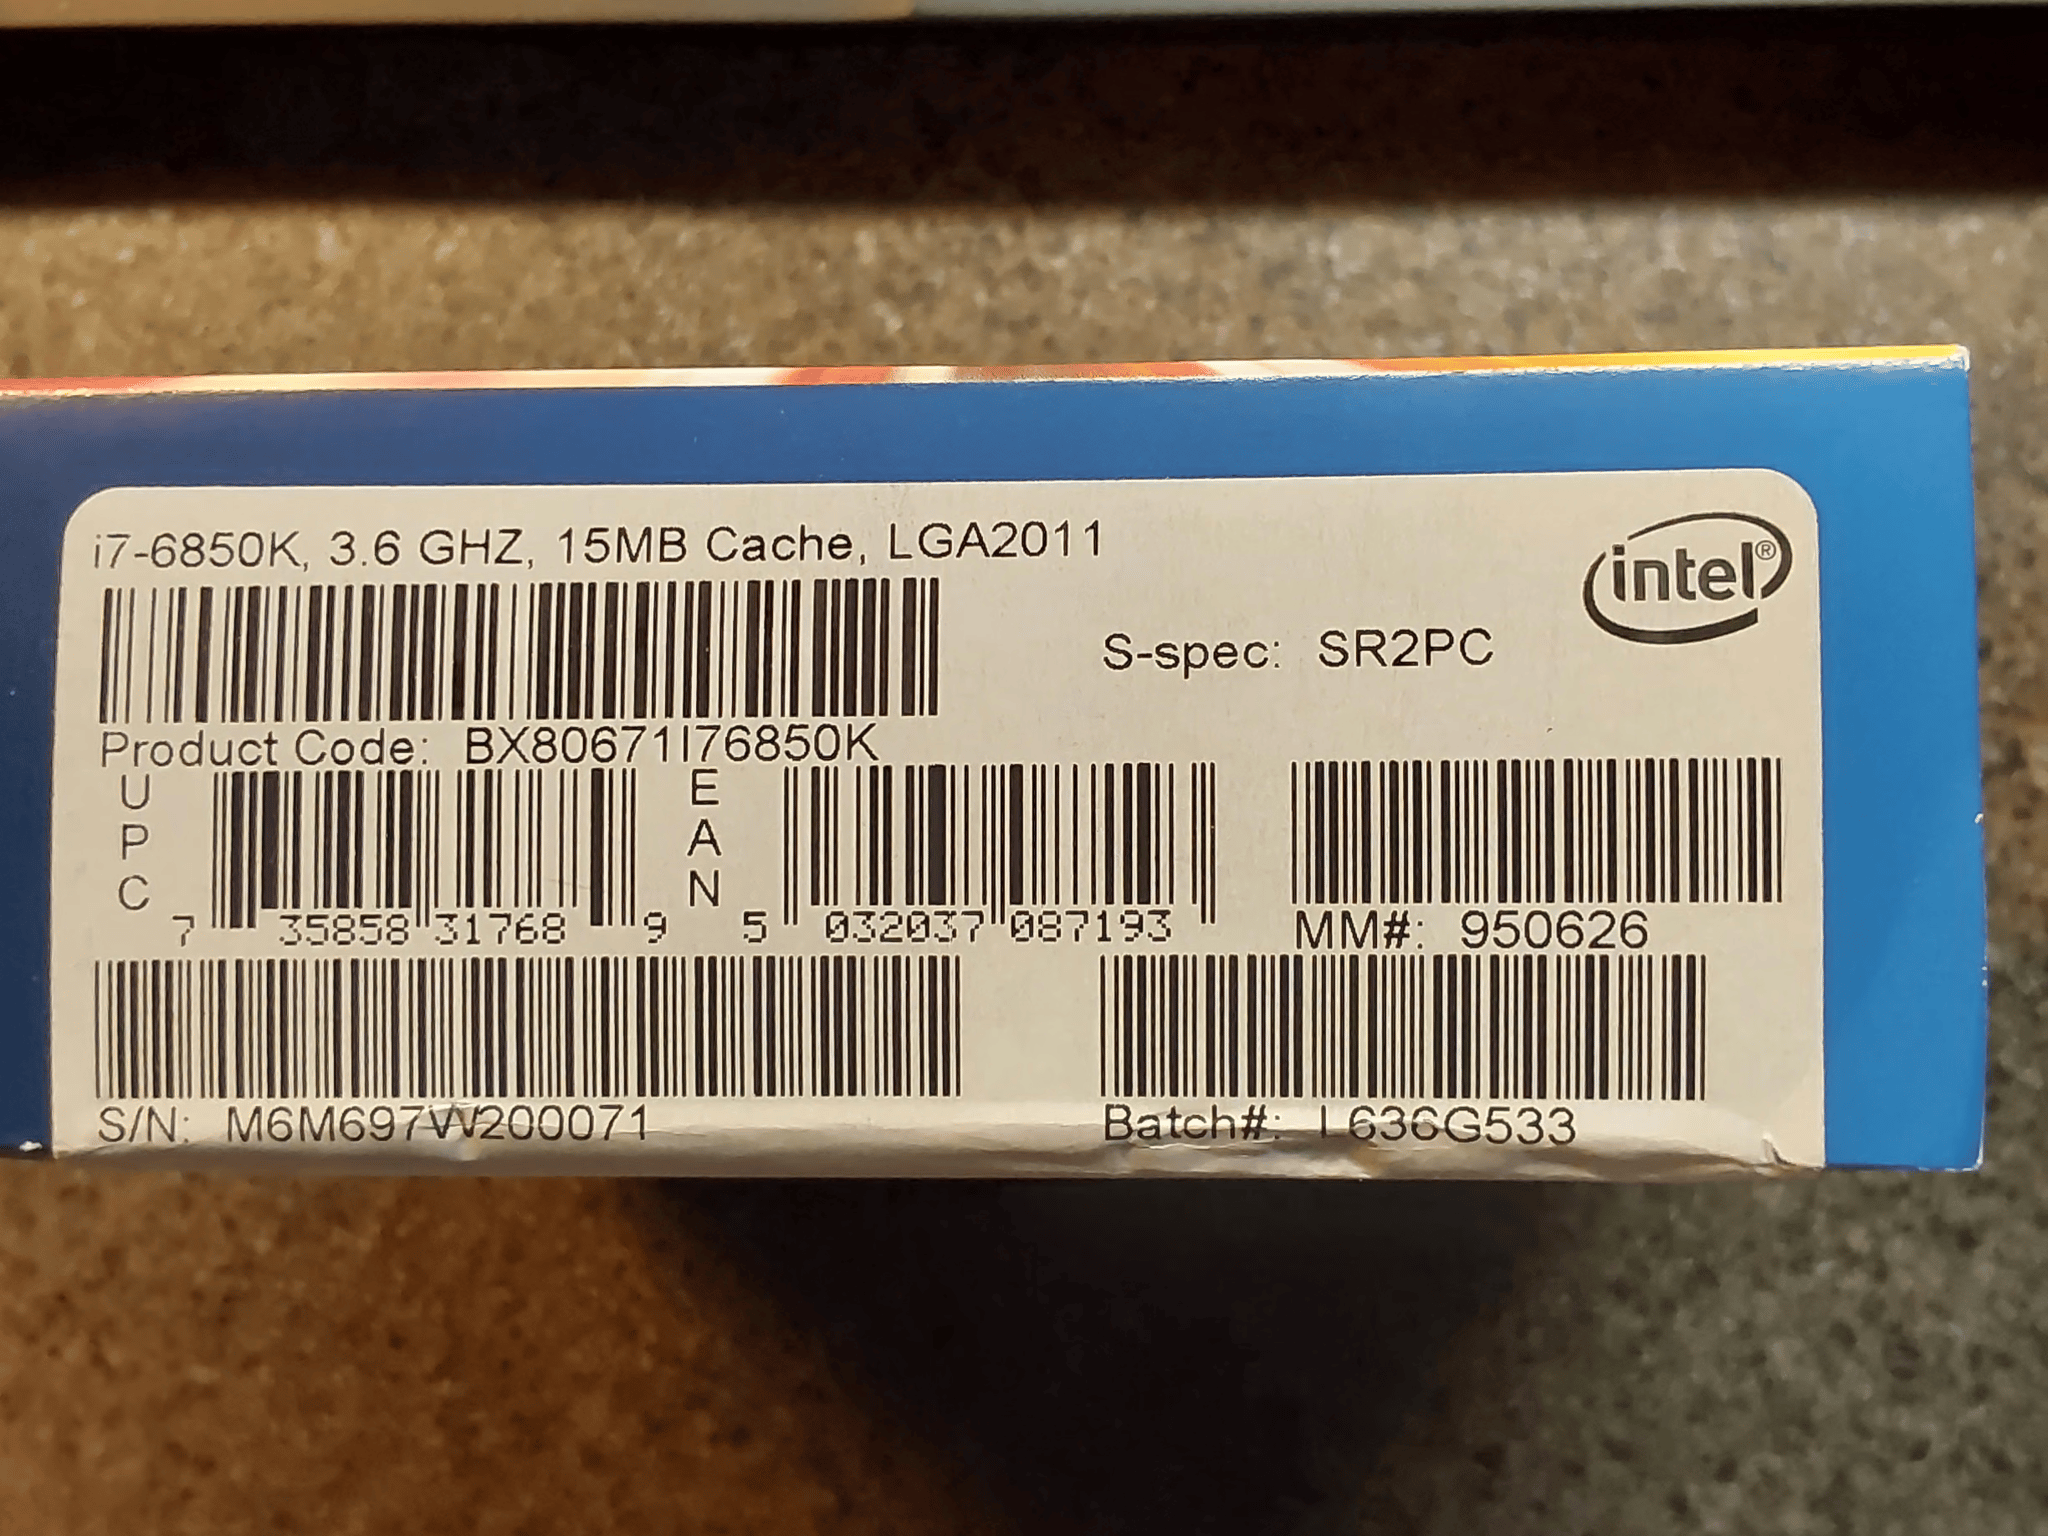 i7-6850K, 3.6 GHZ, 15MB Cache, LGA2011
intel®
S-spec: SR2PC
Product Code: BX80671I76850K
UPC
7 35858 31768 9
EAN
5 032037 087193
MM#: 950626
S/N: M6M697W200071
Batch#: L636G533